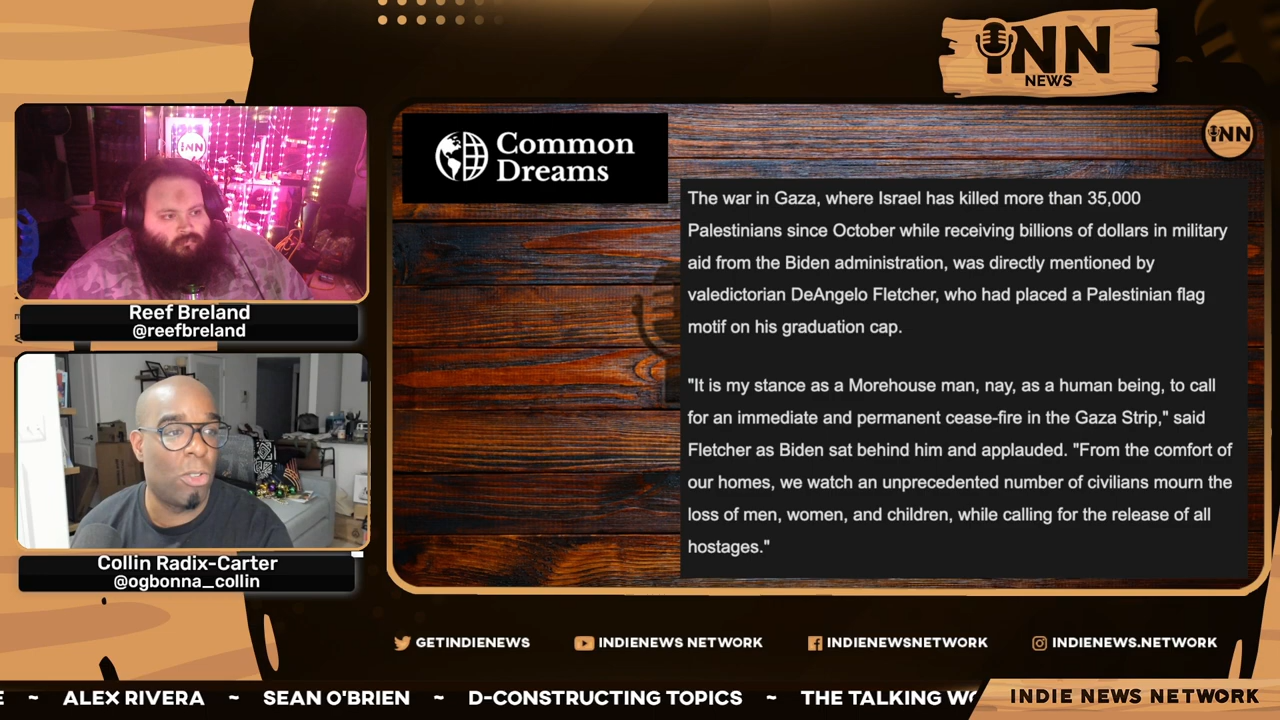 iNN
NEWS
iNN
Common
Dreams
iNN
The war in Gaza, where Israel has killed more than 35,000
Palestinians since October while receiving billions of dollars in military
aid from the Biden administration, was directly mentioned by
valedictorian DeAngelo Fletcher, who had placed a Palestinian flag
motif on his graduation cap.
"It is my stance as a Morehouse man, nay, as a human being, to call
for an immediate and permanent cease-fire in the Gaza Strip," said
Fletcher as Biden sat behind him and applauded. "From the comfort of
our homes, we watch an unprecedented number of civilians mourn the
loss of men, women, and children, while calling for the release of all
hostages."
Reef Breland
@reefbreland
Collin Radix-Carter
@ogbonna_collin
GETINDIENEWS
INDIENEWS NETWORK
INDIENEWSNETWORK
INDIENEWS.NETWORK
E ~ ALEX RIVERA ~ SEAN O'BRIEN ~ D-CONSTRUCTING TOPICS ~ THE TALKING
INDIE NEWS NETWORK